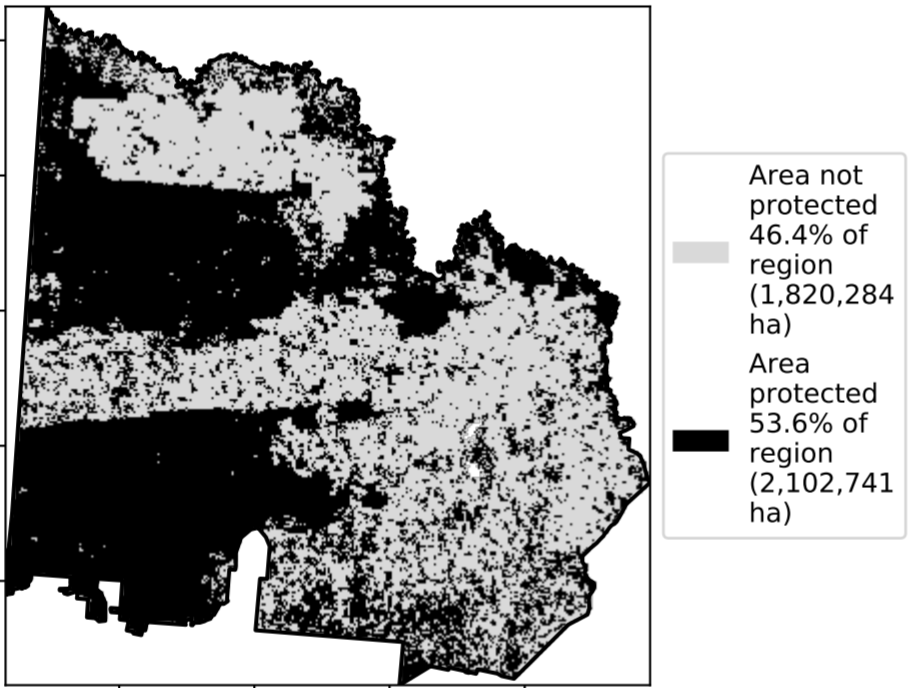 Area not
protected
46.4% of
region
(1,820,284
ha)
Area
protected
53.6% of
region
(2,102,741
ha)